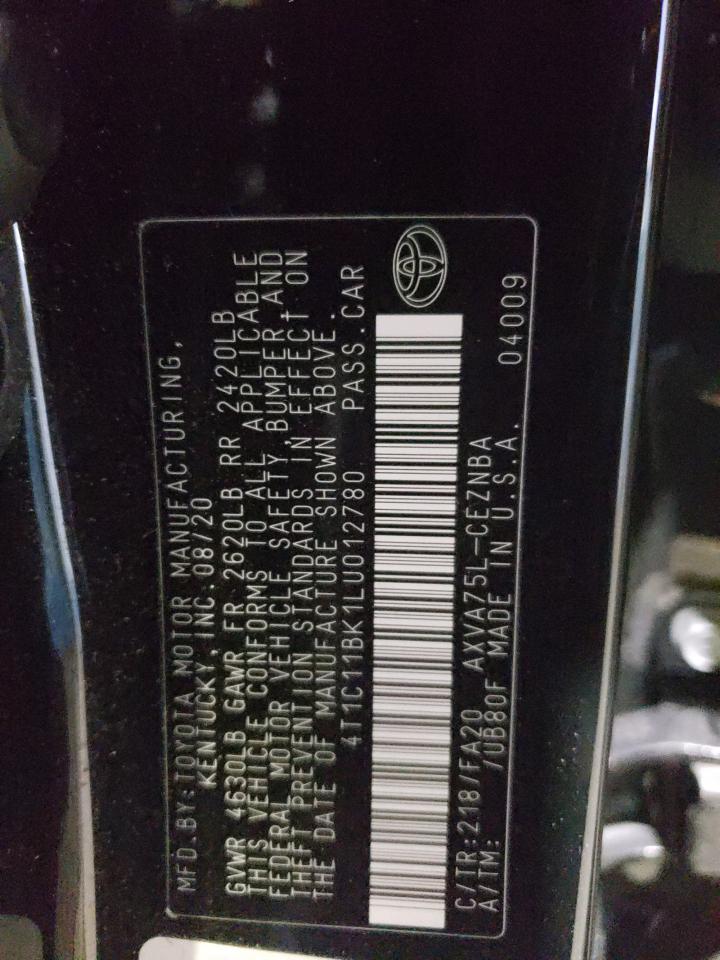 MFD.BY:TOYOTA MOTOR MANUFACTURING,
KENTUCKY, INC 08/20
GVWR 4630LB GAWR FR 2620LB RR 2420LB
THIS VEHICLE CONFORMS TO ALL APPLICABLE
FEDERAL MOTOR VEHICLE SAFETY, BUMPER AND
THEFT PREVENTION STANDARDS IN EFFECT ON
THE DATE OF MANUFACTURE SHOWN ABOVE.
4T1C11BK1LU012780 PASS.CAR
C/TR:218/FA20 AXVA75L-CEZNBA
A/TM: /UB80F MADE IN U.S.A. 04009